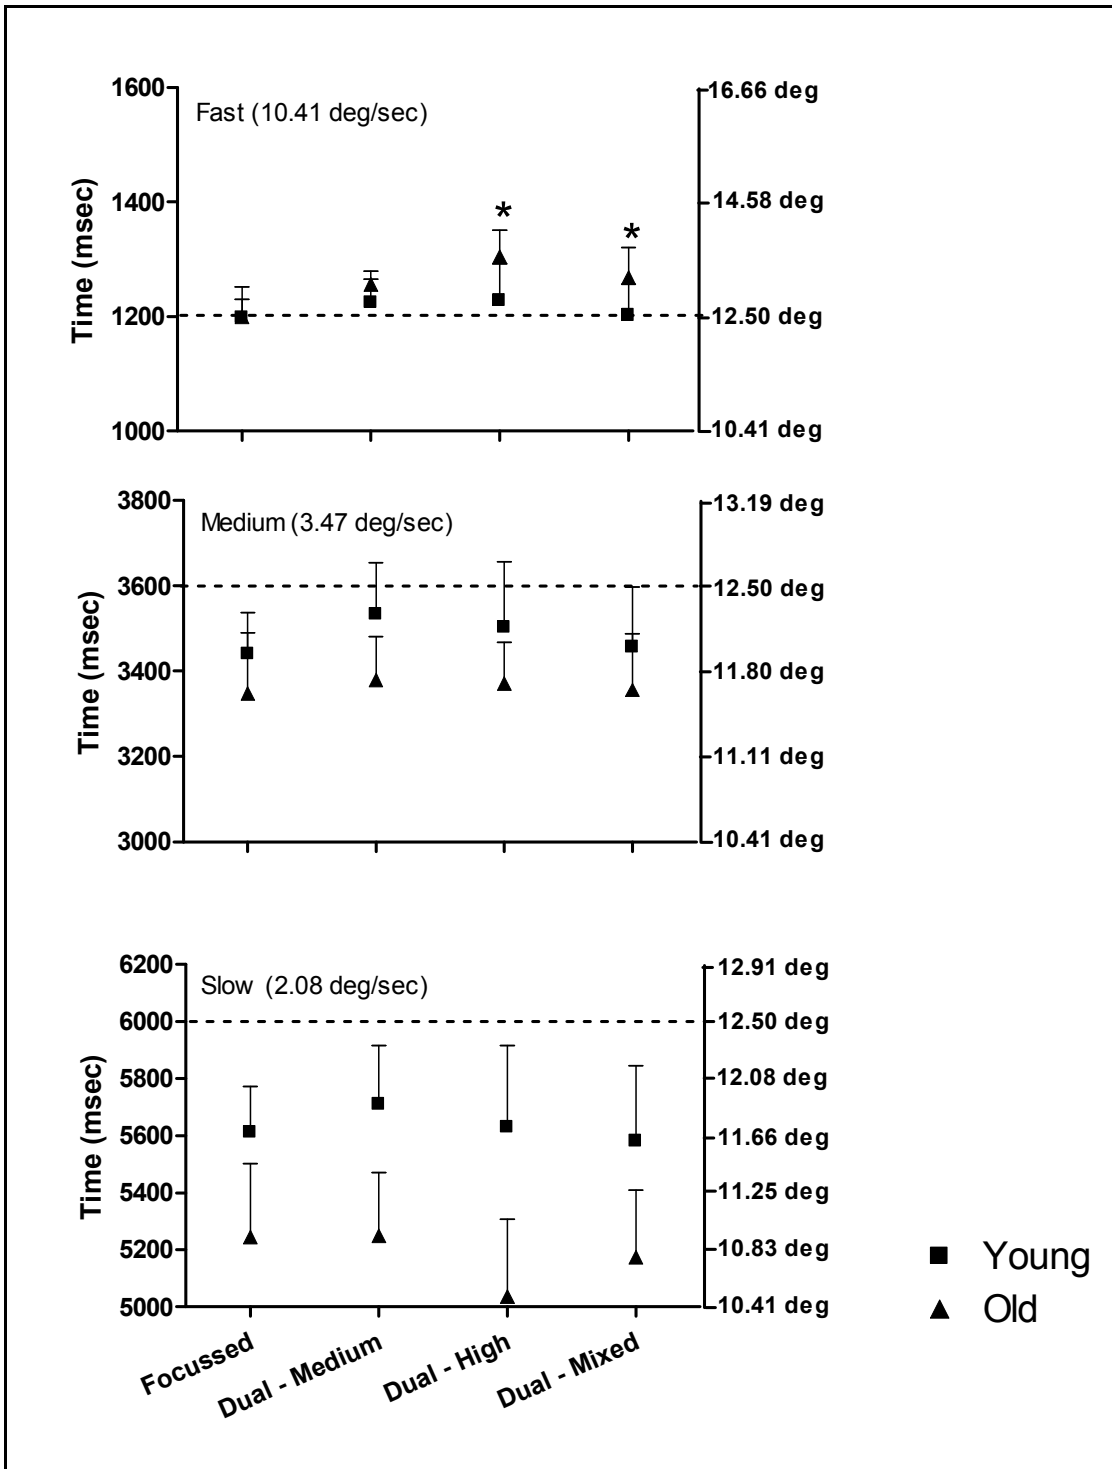 Fast (10.41 deg/sec)
Time (msec)
1600
1400
1200
1000
16.66 deg
14.58 deg
12.50 deg
10.41 deg
*
*
Medium (3.47 deg/sec)
Time (msec)
3800
3600
3400
3200
3000
13.19 deg
12.50 deg
11.80 deg
11.11 deg
10.41 deg
Slow (2.08 deg/sec)
Time (msec)
6200
6000
5800
5600
5400
5200
5000
12.91 deg
12.50 deg
12.08 deg
11.66 deg
11.25 deg
10.83 deg
10.41 deg
Focussed
Dual - Medium
Dual - High
Dual - Mixed
Young
Old